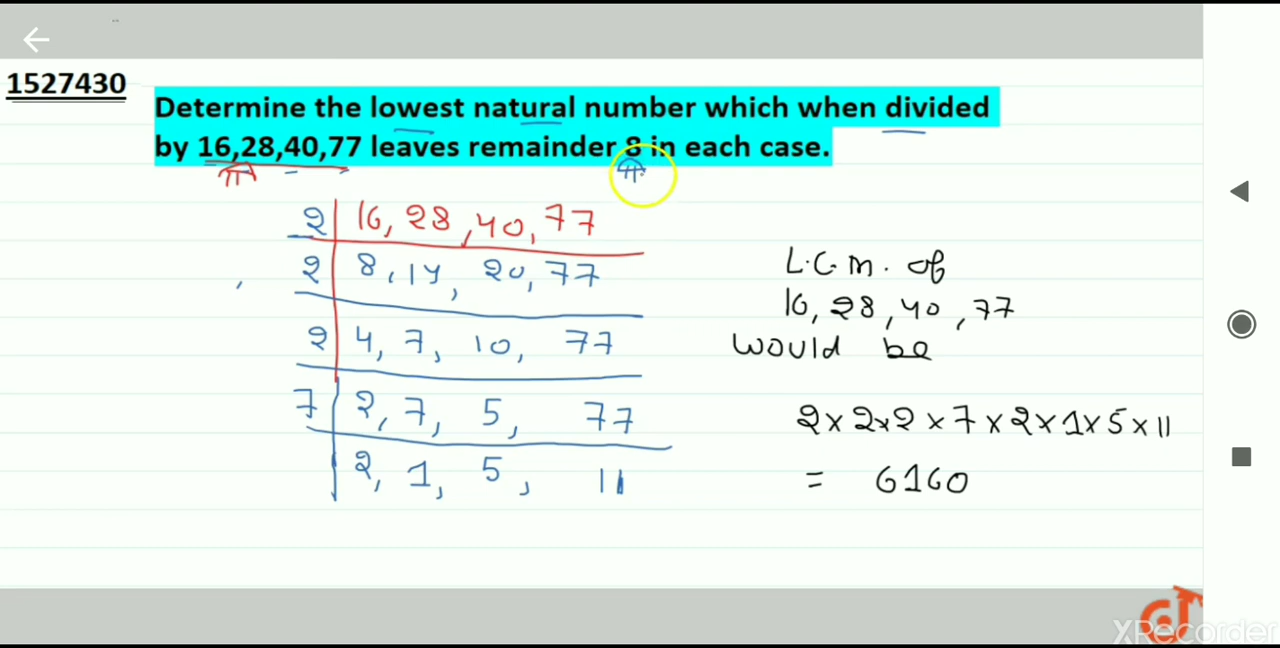 1527430
Determine the lowest natural number which when divided
by 16,28,40,77 leaves remainder 8 in each case.
2 16, 28, 40, 77
2 8, 14, 20, 77
2 4, 7, 10, 77
7 2, 7, 5, 77
2, 1, 5, 11
L.C.M. of
16, 28, 40, 77
would be
2×2×2×7×2×1×5×11
= 6160
XRecorder